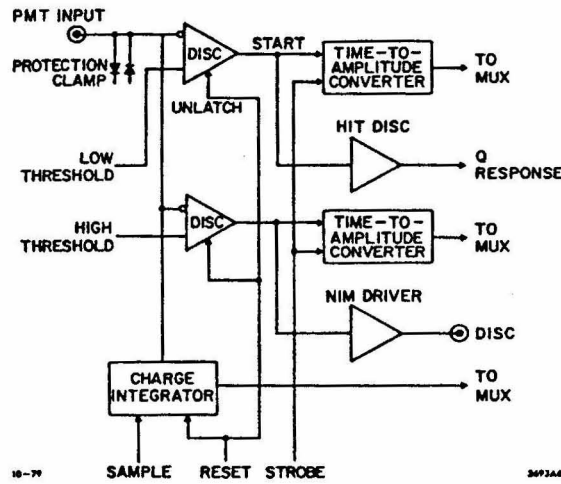 PMT INPUT
PROTECTION
CLAMP
DISC
START
UNLATCH
TIME-TO-
AMPLITUDE
CONVERTER
TO
MUX
LOW
THRESHOLD
HIT DISC
Q
RESPONSE
HIGH
THRESHOLD
DISC
TIME-TO-
AMPLITUDE
CONVERTER
TO
MUX
NIM DRIVER
DISC
CHARGE
INTEGRATOR
TO
MUX
SAMPLE RESET STROBE
10-79
3693A6